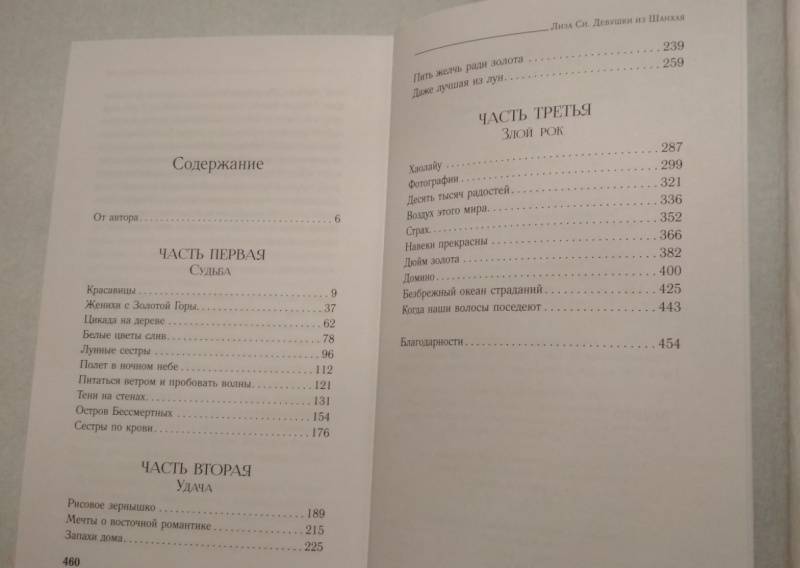 Содержание
От автора 6
ЧАСТЬ ПЕРВАЯ
Судьба
Красавицы 9
Женихи с Золотой Горы 37
Цикада на дереве 62
Белые цветы слив 78
Лунные сестры 96
Полет в ночном небе 112
Питаться ветром и пробовать волны 121
Тени на стенах 131
Остров Бессмертных 154
Сестры по крови 176
ЧАСТЬ ВТОРАЯ
Удача
Рисовое зернышко 189
Мечты о восточной романтике 215
Запахи дома 225
460
Лиза Си. Девушки из Шанхая
Пить желчь ради золота 239
Даже лучшая из лун 259
ЧАСТЬ ТРЕТЬЯ
Злой рок
Хаолайу 287
Фотографии 299
Десять тысяч радостей 321
Воздух этого мира 336
Страх 352
Навеки прекрасны 366
Дюйм золота 382
Домино 400
Безбрежный океан страданий 425
Когда наши волосы поседеют 443
Благодарности 454